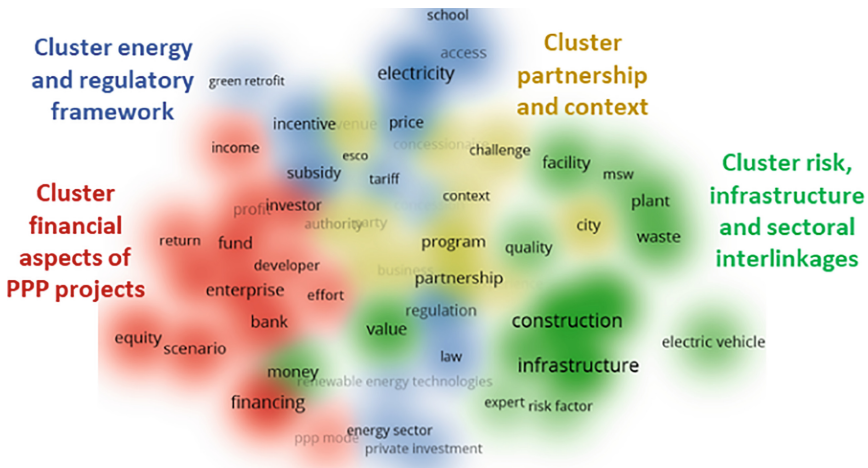 school
Cluster energy
and regulatory
framework
access
Cluster
partnership
and context
electricity
green retrofit
incentive
price
income
esco
challenge
facility
Cluster risk,
infrastructure
and sectoral
interlinkages
subsidy
tariff
msw
Cluster
financial
aspects of
PPP projects
context
plant
profit
investor
authority
party
city
waste
return
fund
program
quality
developer
business
partnership
enterprise
effort
regulation
bank
value
construction
equity
scenario
law
electric vehicle
infrastructure
money
renewable energy technologies
financing
expert
risk factor
energy sector
ppp mode
private investment